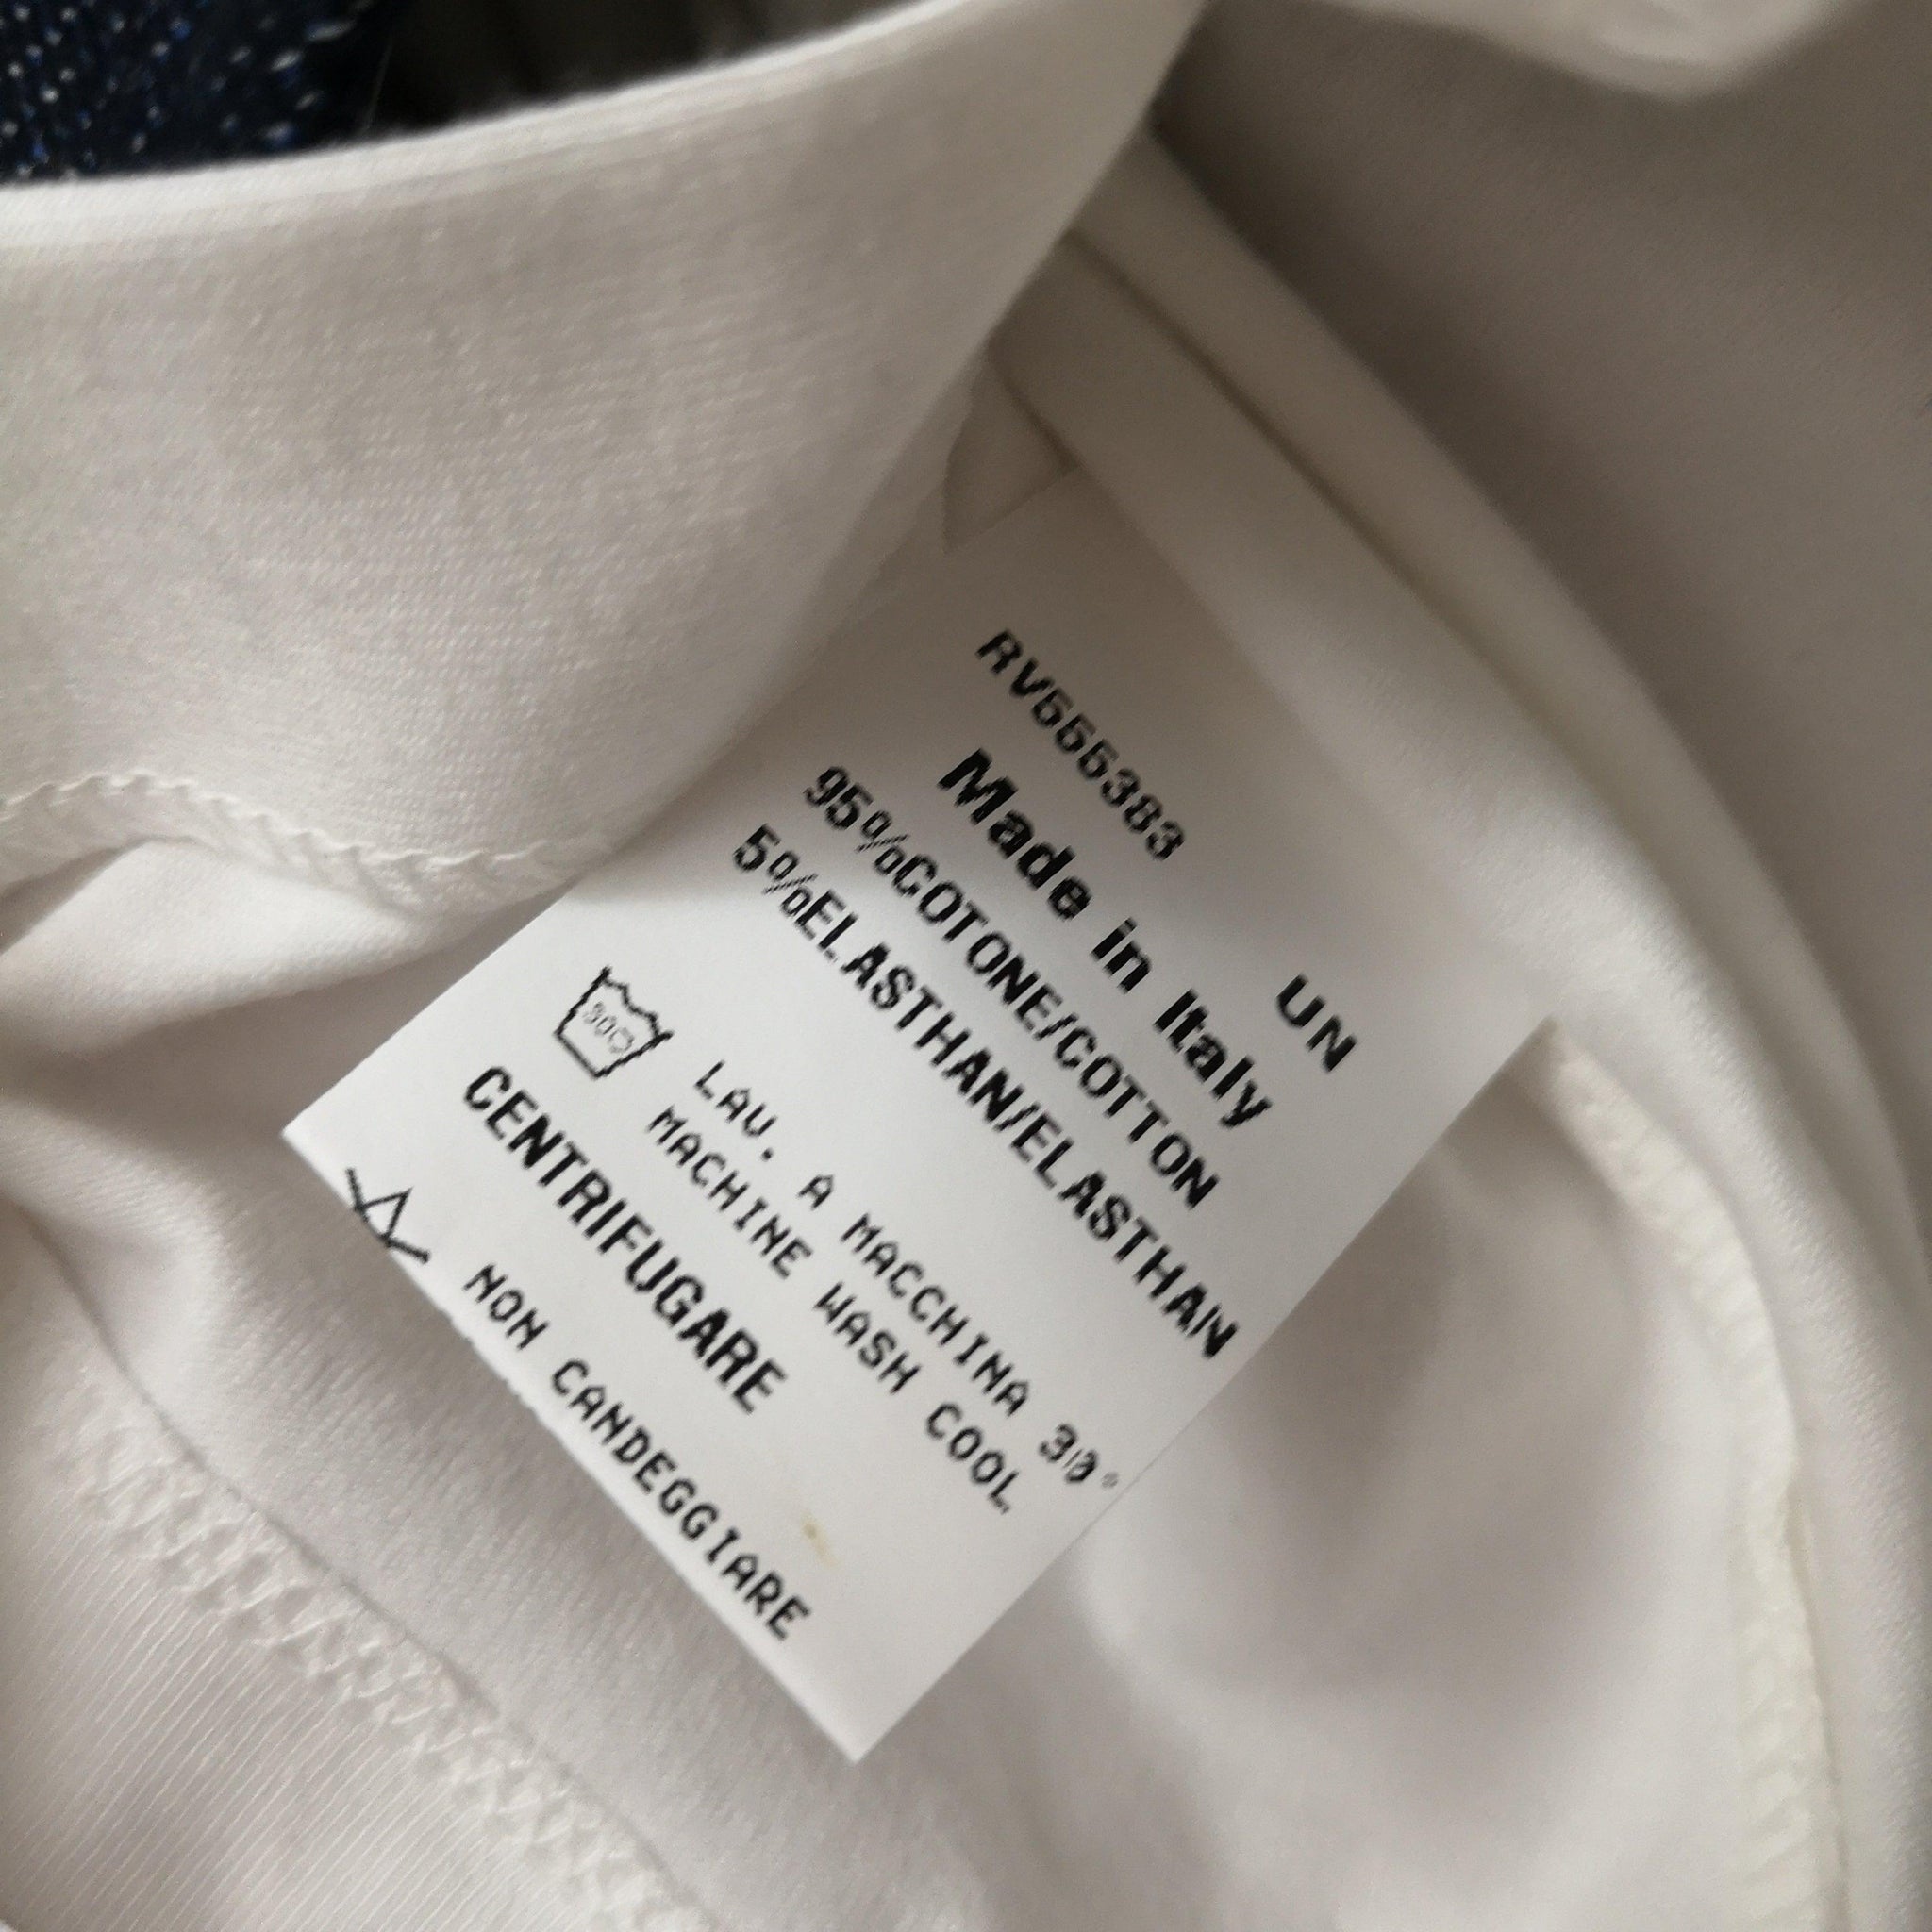 UN
RV555383
Made in Italy
95%COTONE/COTTON
5%ELASTHAN/ELASTHAN
30°
LAV. A MACCHINA 30°
MACHINE WASH COOL
CENTRIFUGARE
NON CANDEGGIARE